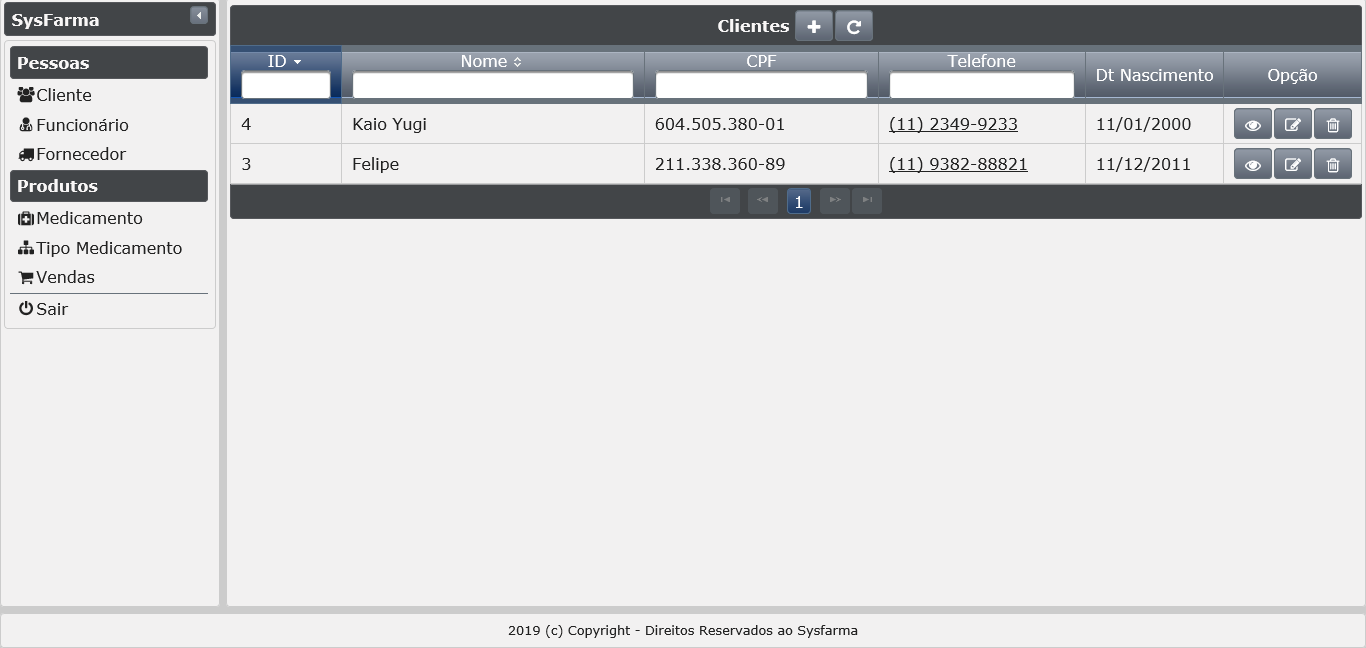 SysFarma
Pessoas
Cliente
Funcionário
Fornecedor
Produtos
Medicamento
Tipo Medicamento
Vendas
Sair
Clientes
ID Nome CPF Telefone Dt Nascimento Opção
4 Kaio Yugi 604.505.380-01 (11) 2349-9233 11/01/2000
3 Felipe 211.338.360-89 (11) 9382-88821 11/12/2011
1
2019 (c) Copyright - Direitos Reservados ao Sysfarma